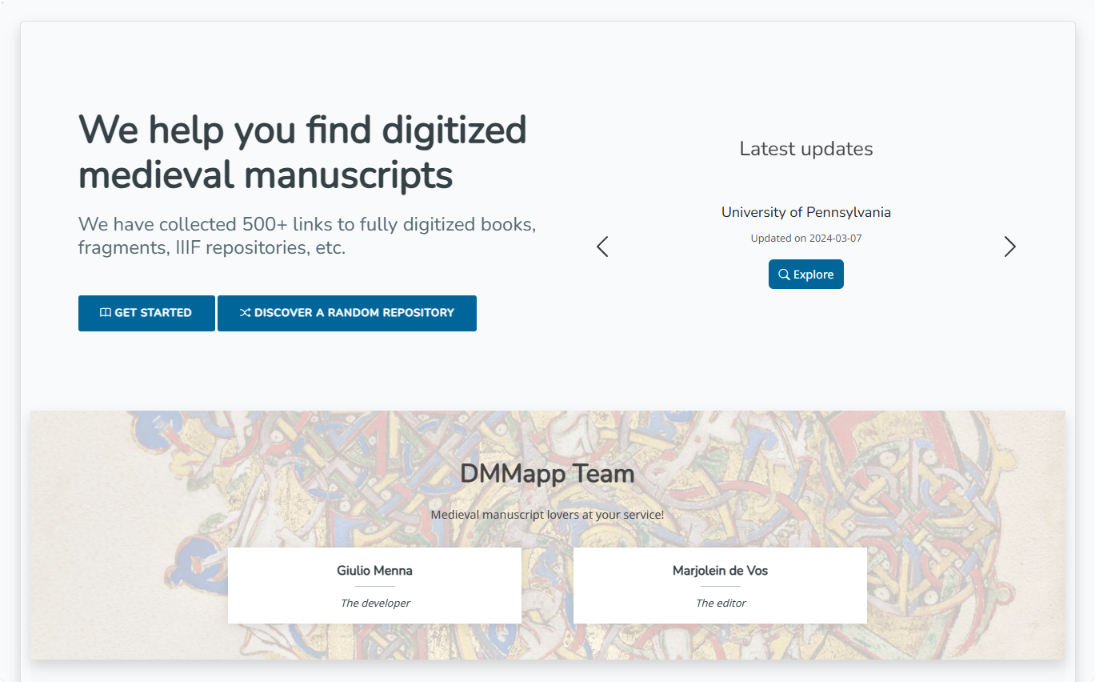 We help you find digitized
medieval manuscripts
We have collected 500+ links to fully digitized books,
fragments, IIIF repositories, etc.
GET STARTED
DISCOVER A RANDOM REPOSITORY
Latest updates
University of Pennsylvania
Updated on 2024-03-07
Explore
DMMapp Team
Medieval manuscript lovers at your service!
Giulio Menna
The developer
Marjolein de Vos
The editor